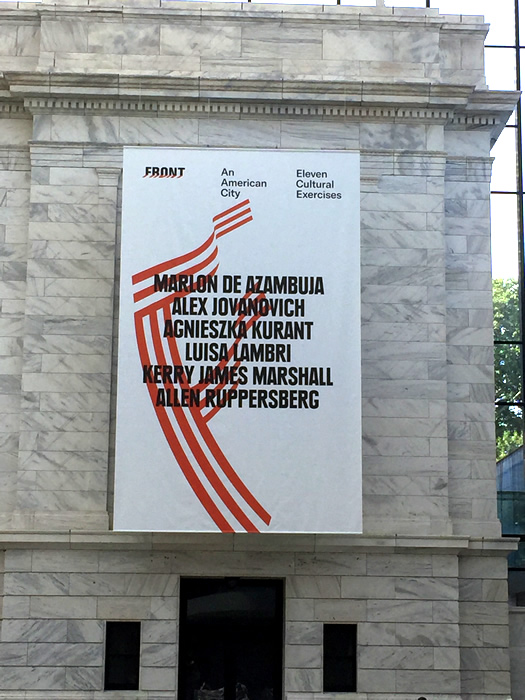 FRONT
An
American
City
Eleven
Cultural
Exercises
MARLON DE AZAMBUJA
ALEX JOVANOVICH
AGNIESZKA KURANT
LUISA LAMBRI
KERRY JAMES MARSHALL
ALLEN RUPPERSBERG